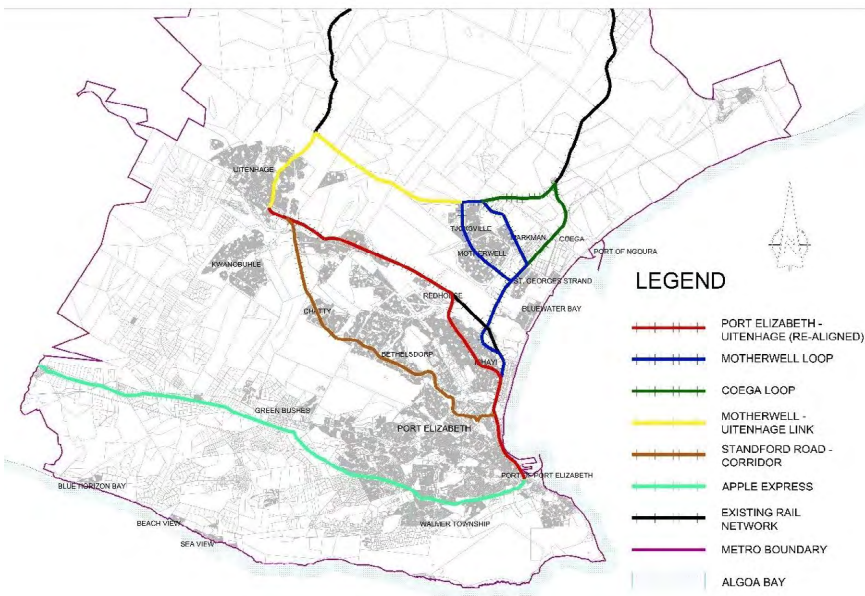 UITENHAGE
TJOKSVILLE
MARKMAN
COEGA
MOTHERWELL
PORT OF NGQURA
KWANOBUHLE
ST. GEORGES STRAND
REDHOUSE
BLUEWATER BAY
CHATTY
BETHELSDORP
IBHAYI
GREEN BUSHES
PORT ELIZABETH
PORT OF PORT ELIZABETH
BLUE HORIZON BAY
BEACH VIEW
WALMER TOWNSHIP
SEA VIEW
LEGEND
PORT ELIZABETH -
UITENHAGE (RE-ALIGNED)
MOTHERWELL LOOP
COEGA LOOP
MOTHERWELL -
UITENHAGE LINK
STANDFORD ROAD -
CORRIDOR
APPLE EXPRESS
EXISTING RAIL
NETWORK
METRO BOUNDARY
ALGOA BAY